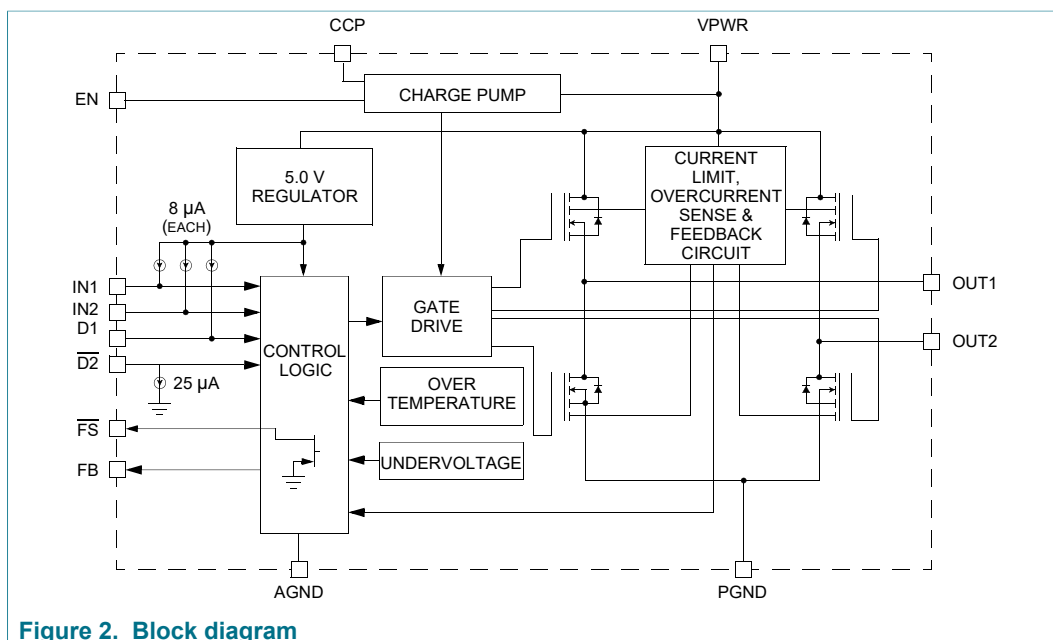 CCP
VPWR
EN
CHARGE PUMP
5.0 V
REGULATOR
CURRENT
LIMIT,
OVERCURRENT
SENSE &
FEEDBACK
CIRCUIT
8 µA
(EACH)
IN1
IN2
D1
D2
25 µA
FS
FB
CONTROL
LOGIC
GATE
DRIVE
OVER
TEMPERATURE
UNDERVOLTAGE
OUT1
OUT2
AGND
PGND
Figure 2. Block diagram